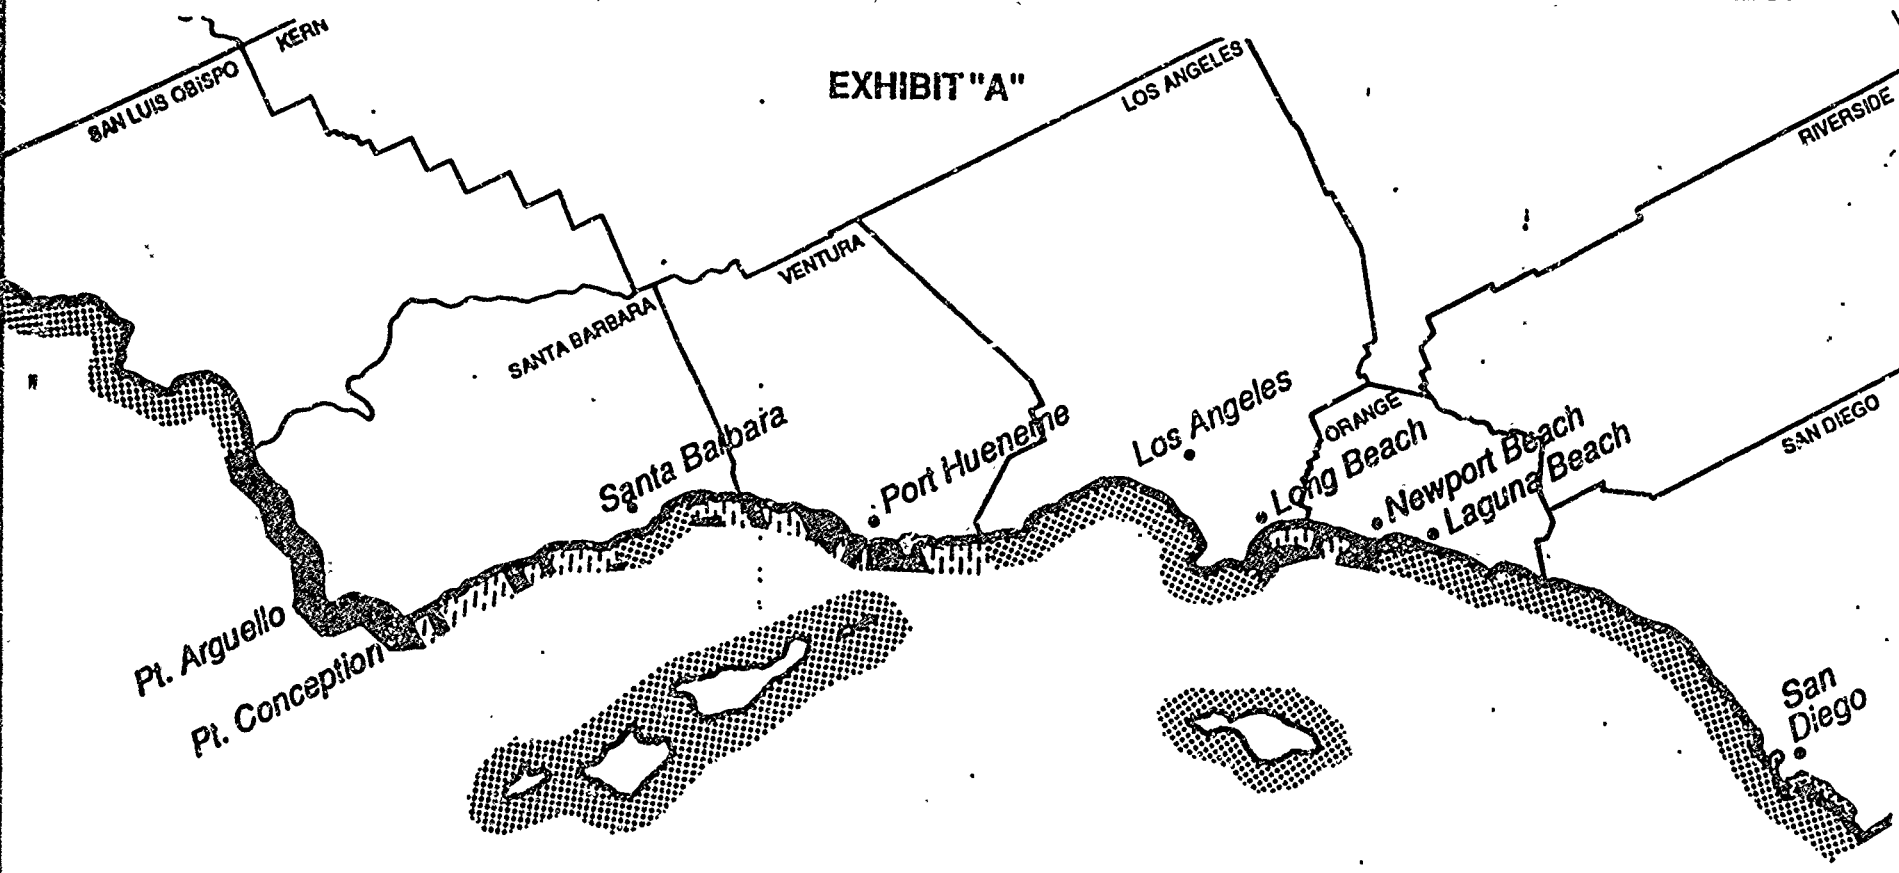 KERN
SAN LUIS OBISPO
EXHIBIT "A"
LOS ANGELES
RIVERSIDE
VENTURA
SANTA BARBARA
Santa Barbara
Port Hueneme
Los Angeles
ORANGE
Long Beach
Newport Beach
Laguna Beach
SAN DIEGO
Pt. Arguello
Pt. Conception
San
Diego